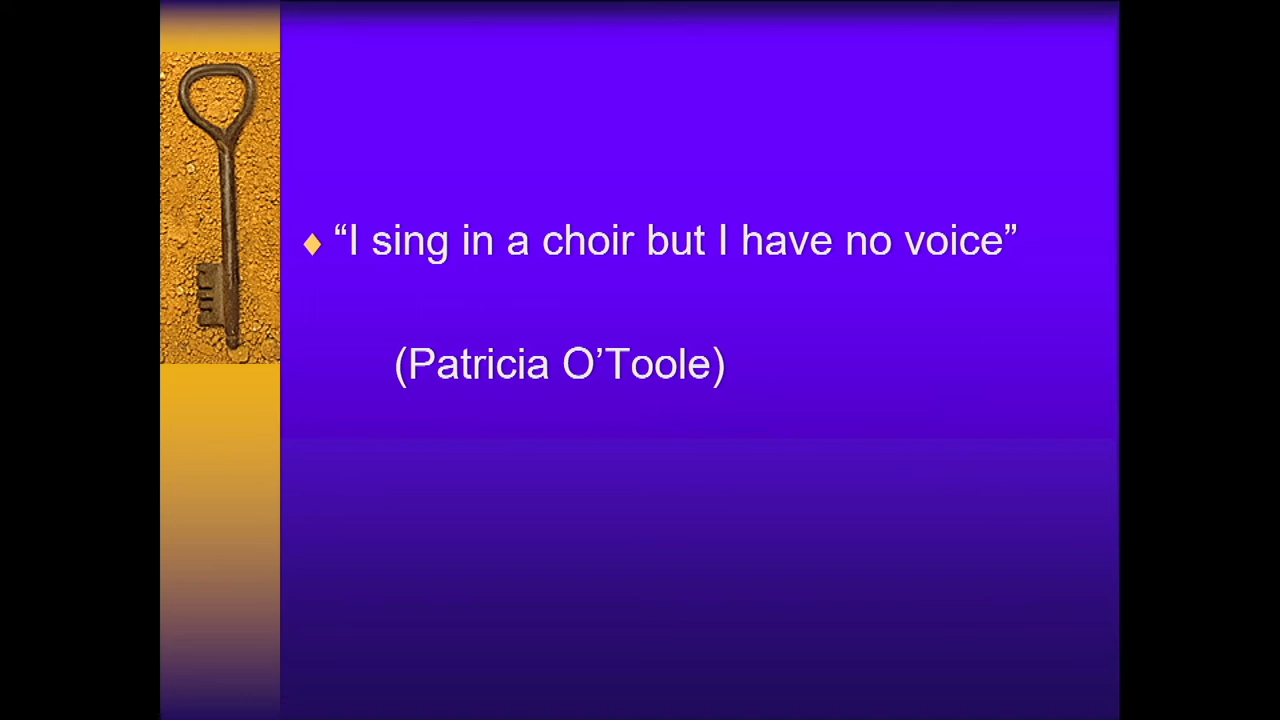 “I sing in a choir but I have no voice”
(Patricia O’Toole)